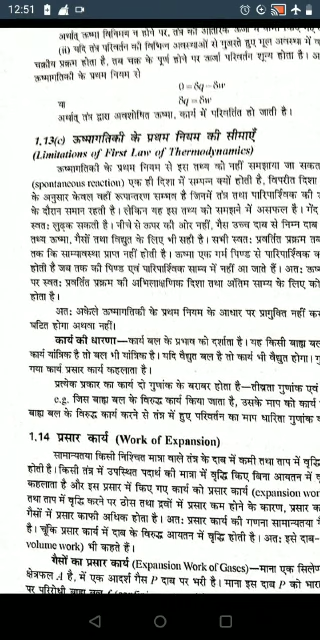 12:51
अर्थात् ऊष्मा विनिमय न होने पर, तंत्र की आंतरिक ऊर्जा
(ii) यदि तंत्र परिवर्तन की विभिन्न अवस्थाओं से गुजरते हुए मूल अवस्था में
चक्रीय प्रक्रम होता है, तब चक्र के पूर्ण होने पर ऊर्जा परिवर्तन शून्य होता है।
ऊष्मागतिकी के प्रथम नियम से
0 = δq – δw
या δq = δw
अर्थात् तंत्र द्वारा अवशोषित ऊष्मा, कार्य में परिवर्तित हो जाती है।
1.13(c) ऊष्मागतिकी के प्रथम नियम की सीमाएँ
(Limitations of First Law of Thermodynamics)
ऊष्मागतिकी के प्रथम नियम से इस तथ्य को नहीं समझाया जा सकत
(spontaneous reaction) एक ही दिशा में सम्पन्न क्यों होती है, विपरीत दिशा
के अनुसार केवल वहीं रूपान्तरण सम्भव है जिनमें तंत्र तथा पारिपार्श्विक की
के दौरान समान रहती है। लेकिन यह इस तथ्य को समझने में असफल है। गेंद
स्वतः लुढ़क सकती है। नीचे से ऊपर की ओर नहीं, गैस उच्च दाब से निम्न दाब
तथ्य ऊष्मा, गैसों तथा विद्युत के लिए भी सही है। सभी स्वतः प्रवर्तित प्रक्रम तब
तक कि साम्यावस्था प्राप्त नहीं होती है। ऊष्मा एक गर्म पिण्ड से पारिपार्श्विक क
होती है जब तक की पिण्ड एवं पारिपार्श्विक साम्य में नहीं आ जाते हैं। अतः ऊष
पर स्वतः प्रवर्तित प्रक्रम की अभिलाक्षणिक दिशा तथा अंतिम साम्य के लिए को
होता है।
अतः अकेले ऊष्मागतिकी के प्रथम नियम के आधार पर प्रागुक्ति नहीं क
घटित होगा अथवा नहीं।
कार्य की धारणा—कार्य बल के प्रभाव को दर्शाता है। यह किसी बाह्य बल
कार्य यांत्रिक है तो बल भी यांत्रिक है। यदि वैद्युत बल है तो कार्य भी वैद्युत होगा।
गया कार्य प्रसार कार्य कहलाता है।
प्रत्येक प्रकार का कार्य दो गुणांक के बराबर होता है—तीव्रता गुणांक एवं
e.g. जिस बाह्य बल के विरुद्ध कार्य किया जाता है, उसके माप को कार्य
बाह्य बल के विरुद्ध कार्य करने से तंत्र में हुए परिवर्तन का माप धारिता गुणांक
1.14 प्रसार कार्य (Work of Expansion)
सामान्यतया किसी निश्चित मात्रा वाले तंत्र के दाब में कमी तथा ताप में वृद्धि
होती है। किसी तंत्र में उपस्थित पदार्थ की मात्रा में वृद्धि किए बिना आयतन में वृ
कहलाता है और इस प्रसार में किए गए कार्य को प्रसार कार्य (expansion wor
तथा ताप में वृद्धि करने पर ठोस तथा द्रवों में प्रसार कम होने के कारण, प्रसार क
गैसों में प्रसार काफी अधिक होता है। अतः प्रसार कार्य की गणना सामान्यतया
है। चूंकि प्रसार कार्य में दाब के विरुद्ध आयतन में वृद्धि होती है। अतः इसे दाब-
volume work) भी कहते हैं।
गैसों का प्रसार कार्य (Expansion Work of Gases)—माना एक सिलेण
क्षेत्रफल A है, में एक आदर्श गैस P दाब पर भरी है। माना इस दाब P को भार